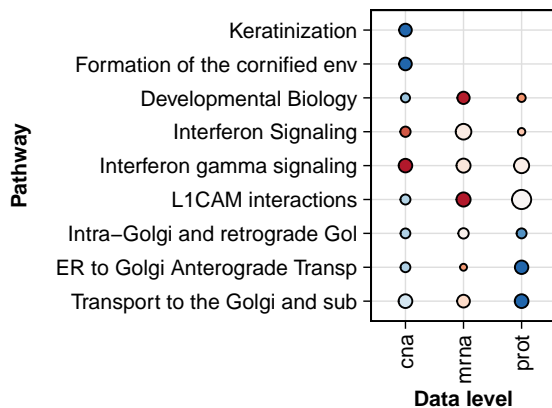 Pathway
Keratinization
Formation of the cornified env
Developmental Biology
Interferon Signaling
Interferon gamma signaling
L1CAM interactions
Intra−Golgi and retrograde Gol
ER to Golgi Anterograde Transp
Transport to the Golgi and sub
cna
mrna
prot
Data level